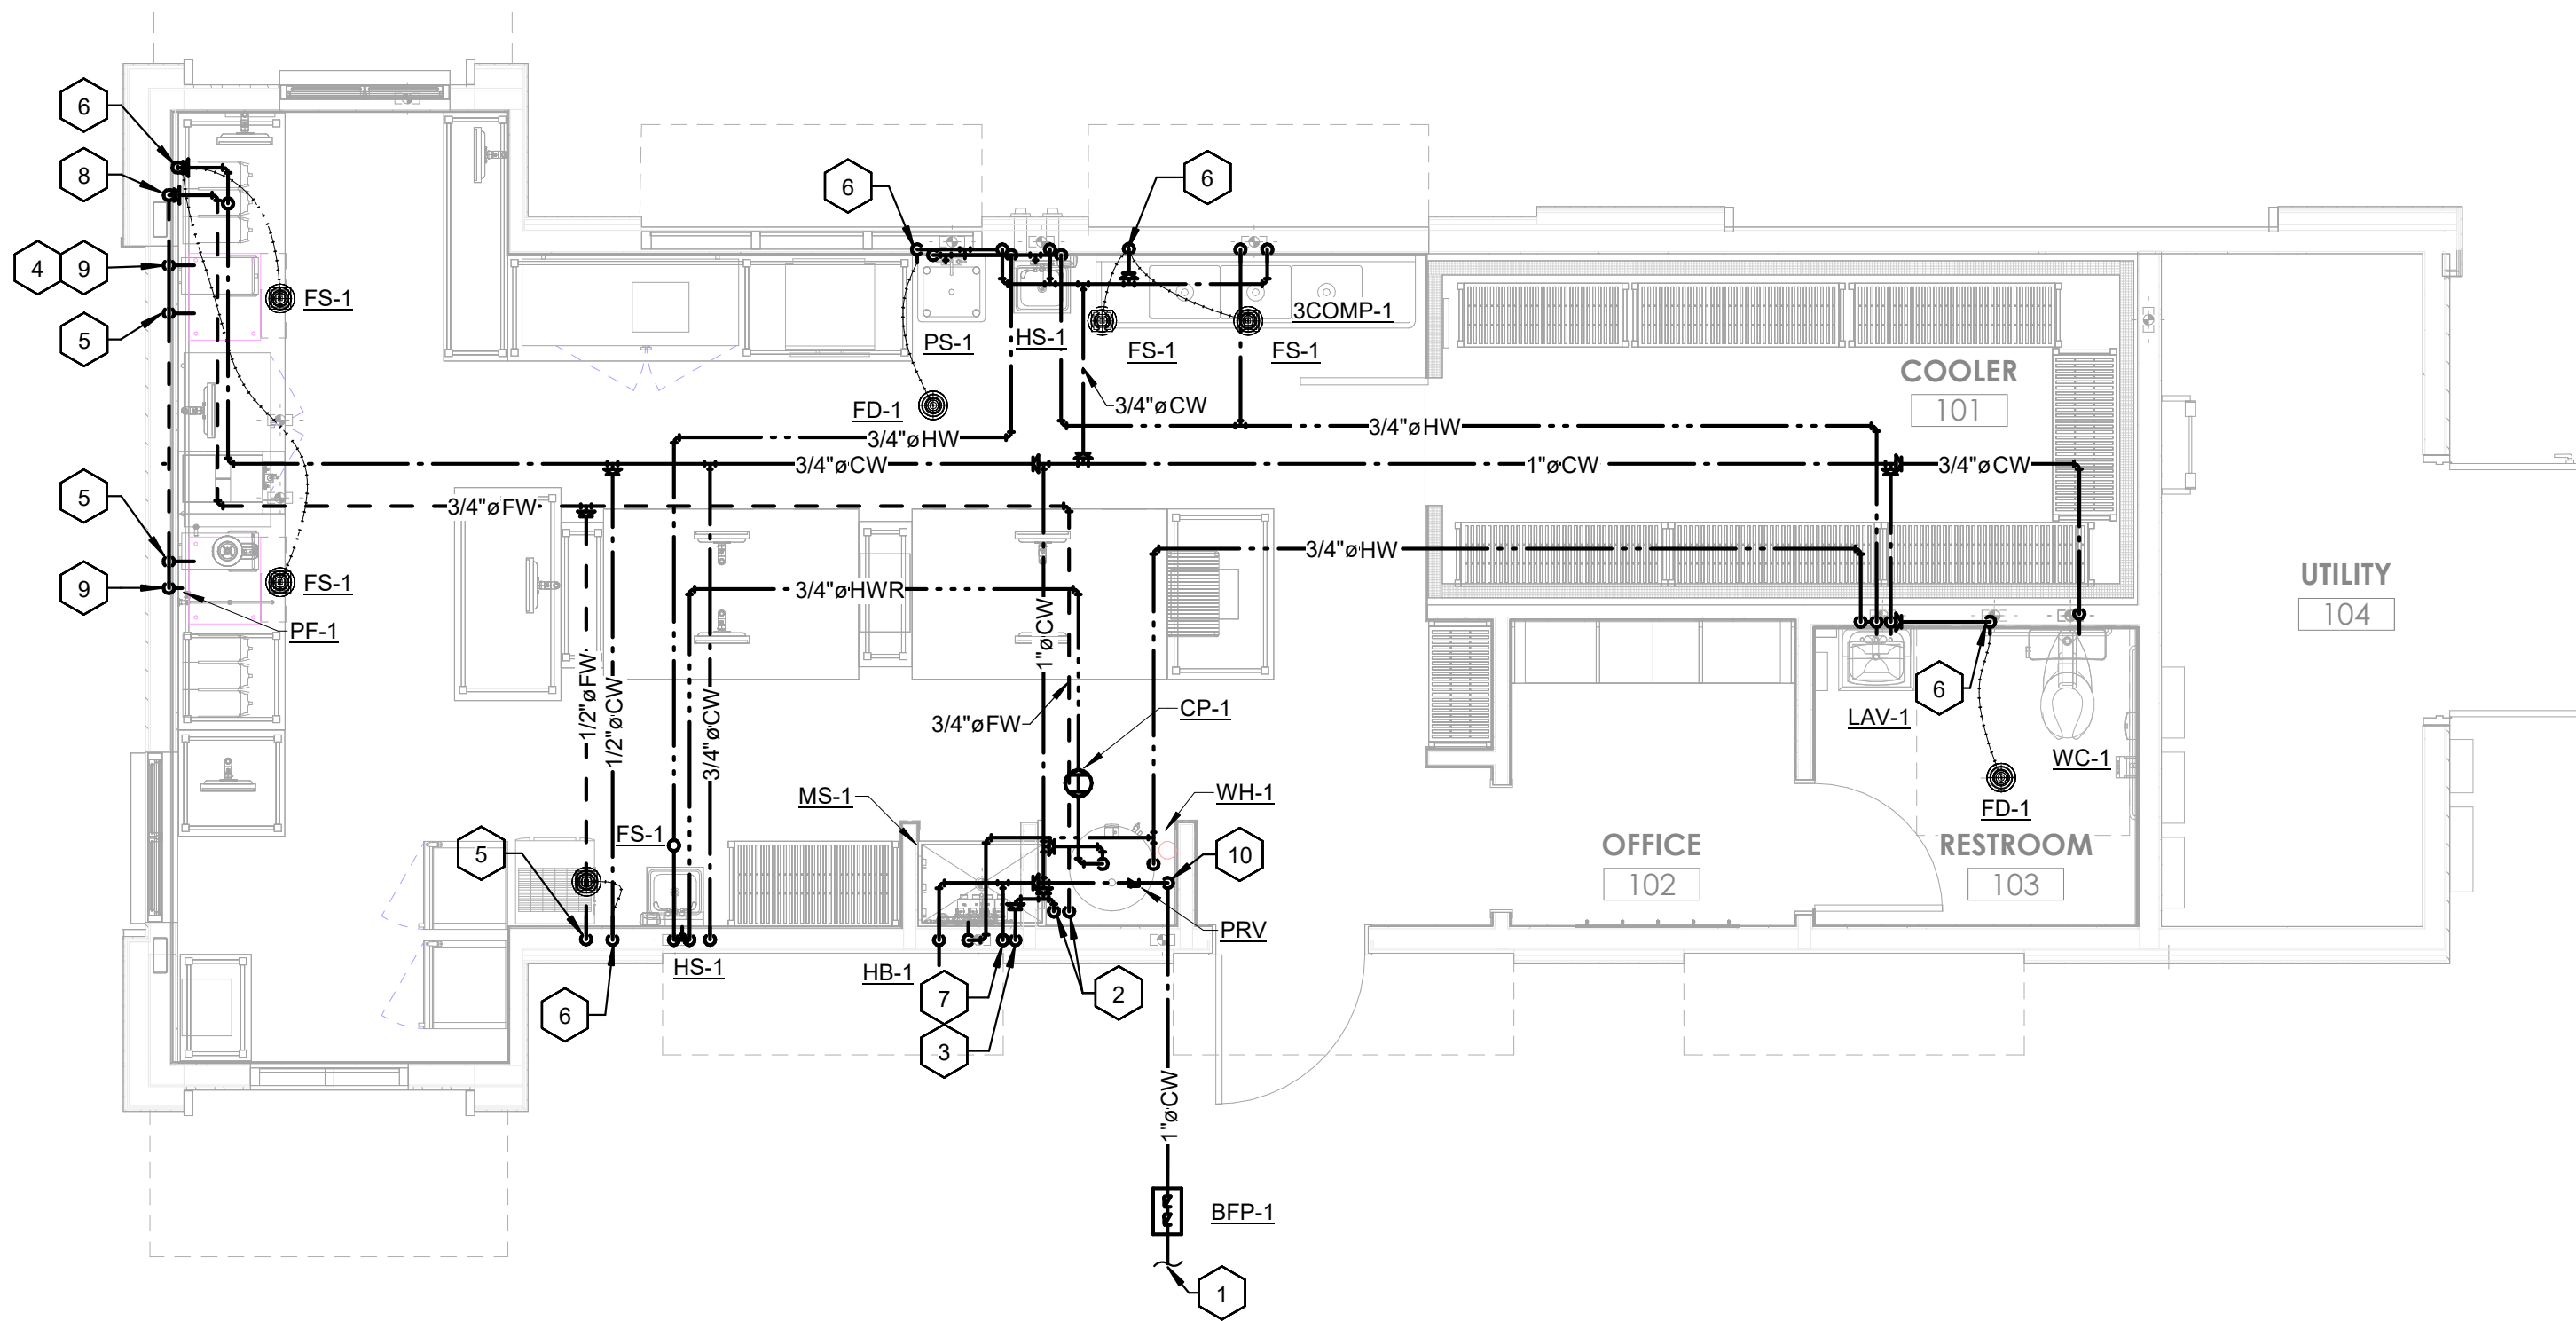 6
8
6
6
4
9
FS-1
5
3COMP-1
PS-1
HS-1
FS-1
FS-1
COOLER
101
FD-1
3/4"øCW
3/4"øHW
3/4"øHW
3/4"øCW
1"øCW
3/4"øCW
5
3/4"øFW
3/4"øHW
9
FS-1
3/4"øHWR
UTILITY
104
PF-1
1"øCW
1/2"øFW
1/2"øCW
3/4"øCW
3/4"øFW
CP-1
6
LAV-1
WC-1
MS-1
WH-1
FD-1
FS-1
5
10
OFFICE
102
RESTROOM
103
PRV
HS-1
HB-1
7
2
6
3
1"øCW
BFP-1
1